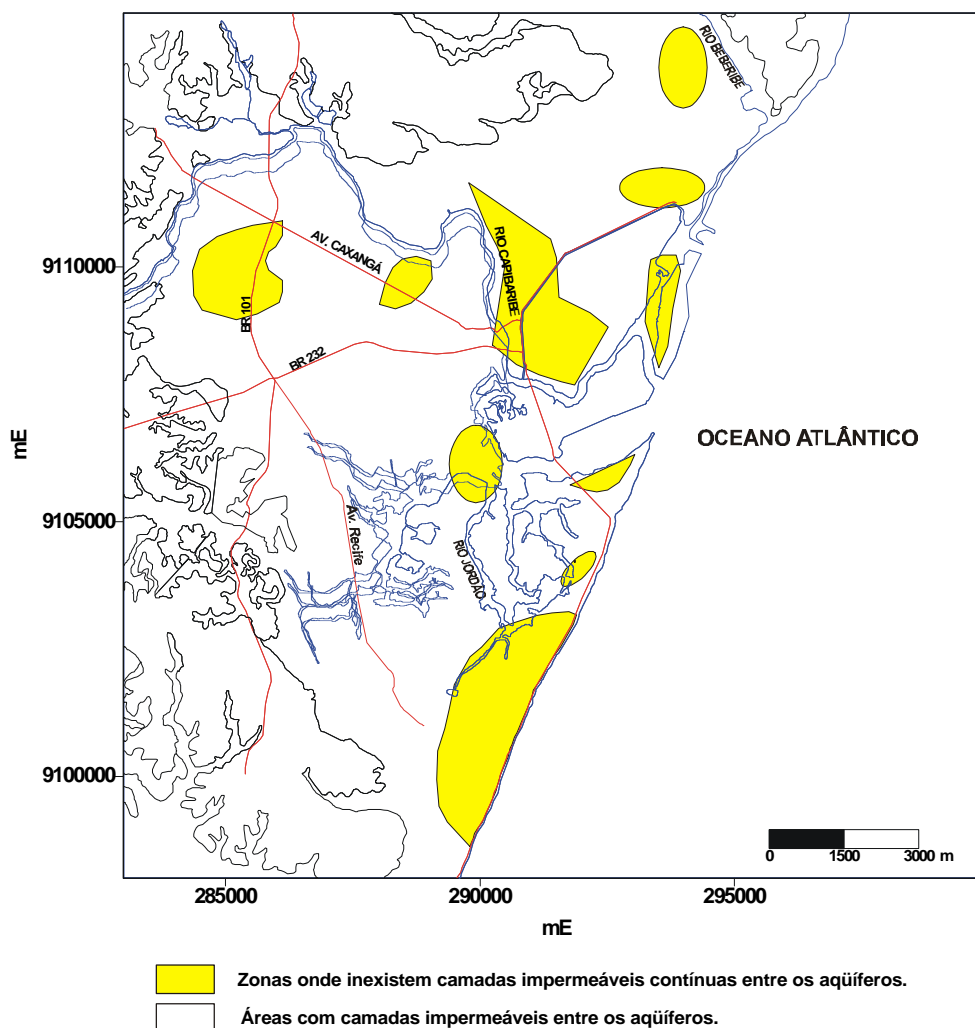 RIO BEBERIBE
RIO CAPIBARIBE
AV. CAXANGÁ
9110000
BR 101
BR 232
mE
OCEANO ATLÂNTICO
9105000
Av. Recife
RIO JORDÃO
9100000
0 1500 3000 m
285000 290000 295000
mE
Zonas onde inexistem camadas impermeáveis contínuas entre os aqüíferos.
Áreas com camadas impermeáveis entre os aqüíferos.